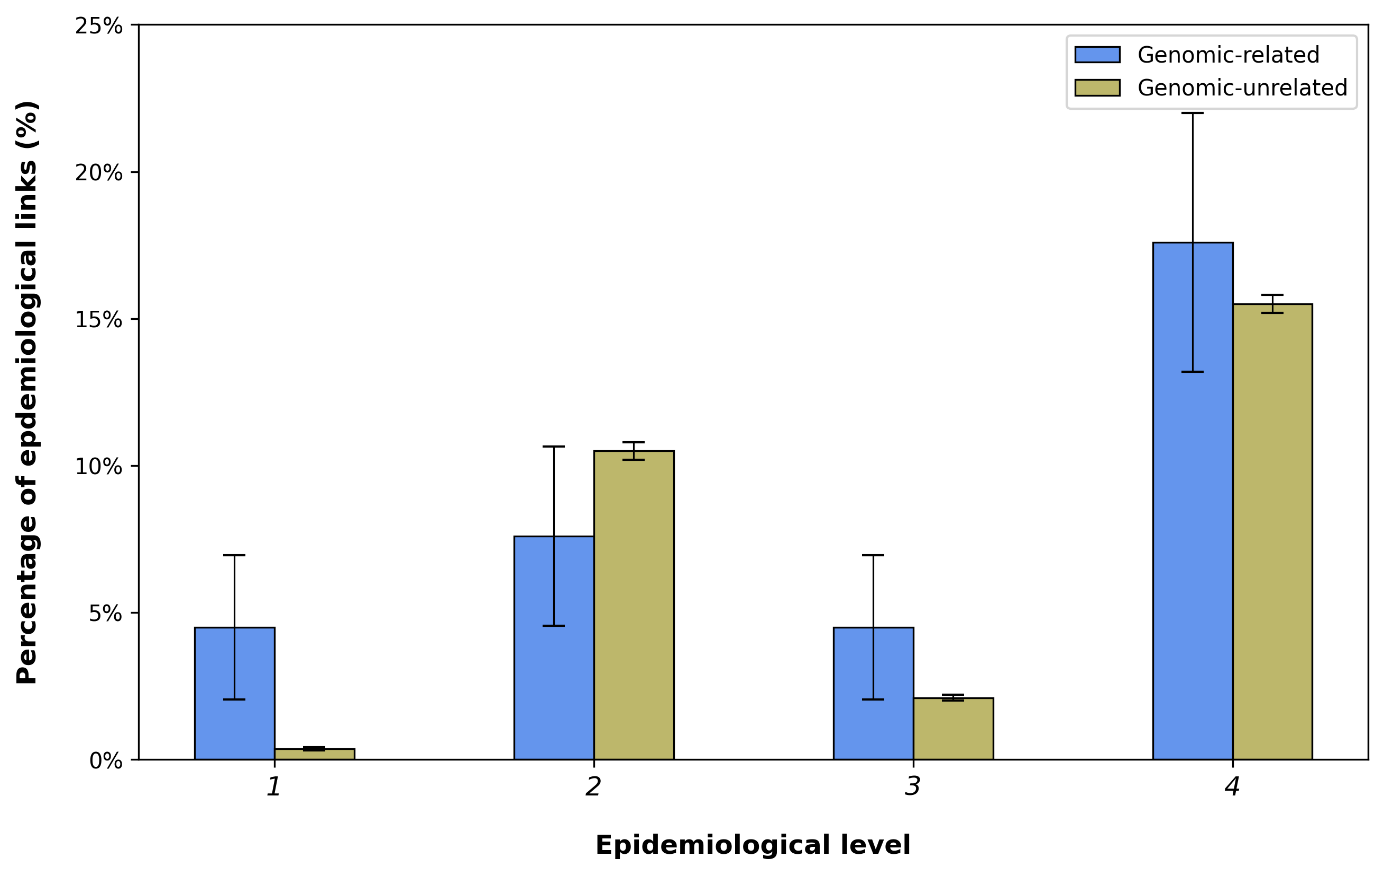 25%
20%
15%
10%
5%
0%
Percentage of epdemiological links (%)
Genomic-related
Genomic-unrelated
1 2 3 4
Epidemiological level